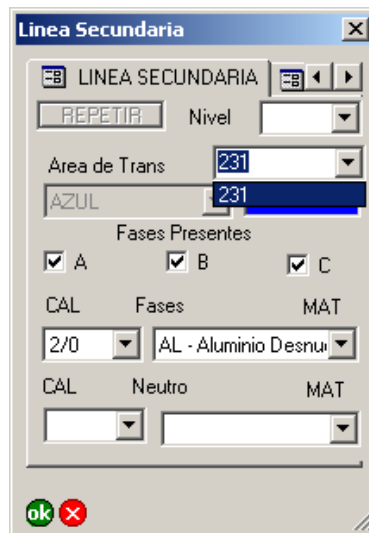 Linea Secundaria
LINEA SECUNDARIA
REPETIR Nivel
Area de Trans 231
AZUL 231
Fases Presentes
A B C
CAL Fases MAT
2/0 AL - Aluminio Desnu
CAL Neutro MAT
ok